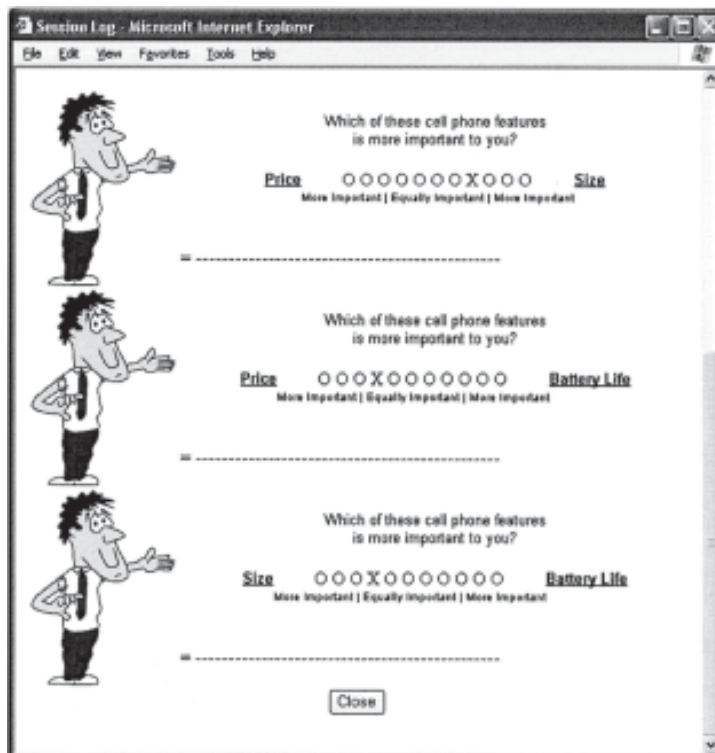 Session Log - Microsoft Internet Explorer
File Edit View Favorites Tools Help
Which of these cell phone features
is more important to you?
Price OOOOOOOXOOO Size
More Important | Equally Important | More Important
= ----------------------------------------
Which of these cell phone features
is more important to you?
Price OOOXOOOOOOO Battery Life
More Important | Equally Important | More Important
= ----------------------------------------
Which of these cell phone features
is more important to you?
Size OOOXOOOOOOO Battery Life
More Important | Equally Important | More Important
= ----------------------------------------
Close